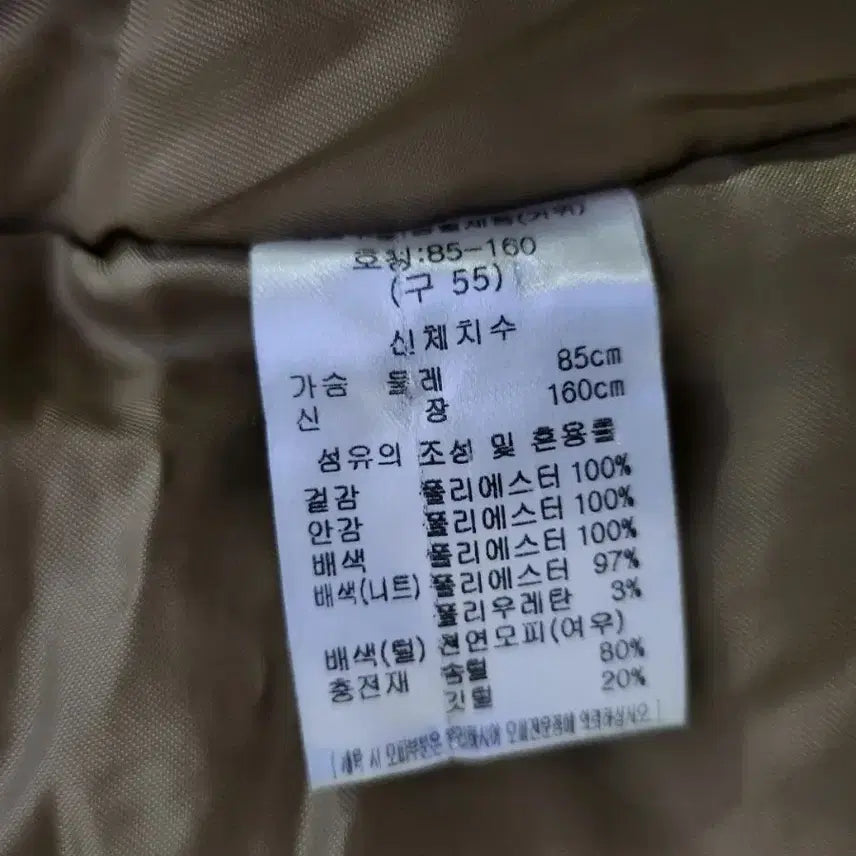 호칭:85-160
(구 55)
신체치수
가슴 둘레 85cm
신 장 160cm
섬유의 조성 및 혼용률
겉감 폴리에스터 100%
안감 폴리에스터 100%
배색 폴리에스터 100%
배색(니트) 폴리에스터 97%
폴리우레탄 3%
배색(털) 천연모피(여우)
충전재 솜털 80%
깃털 20%